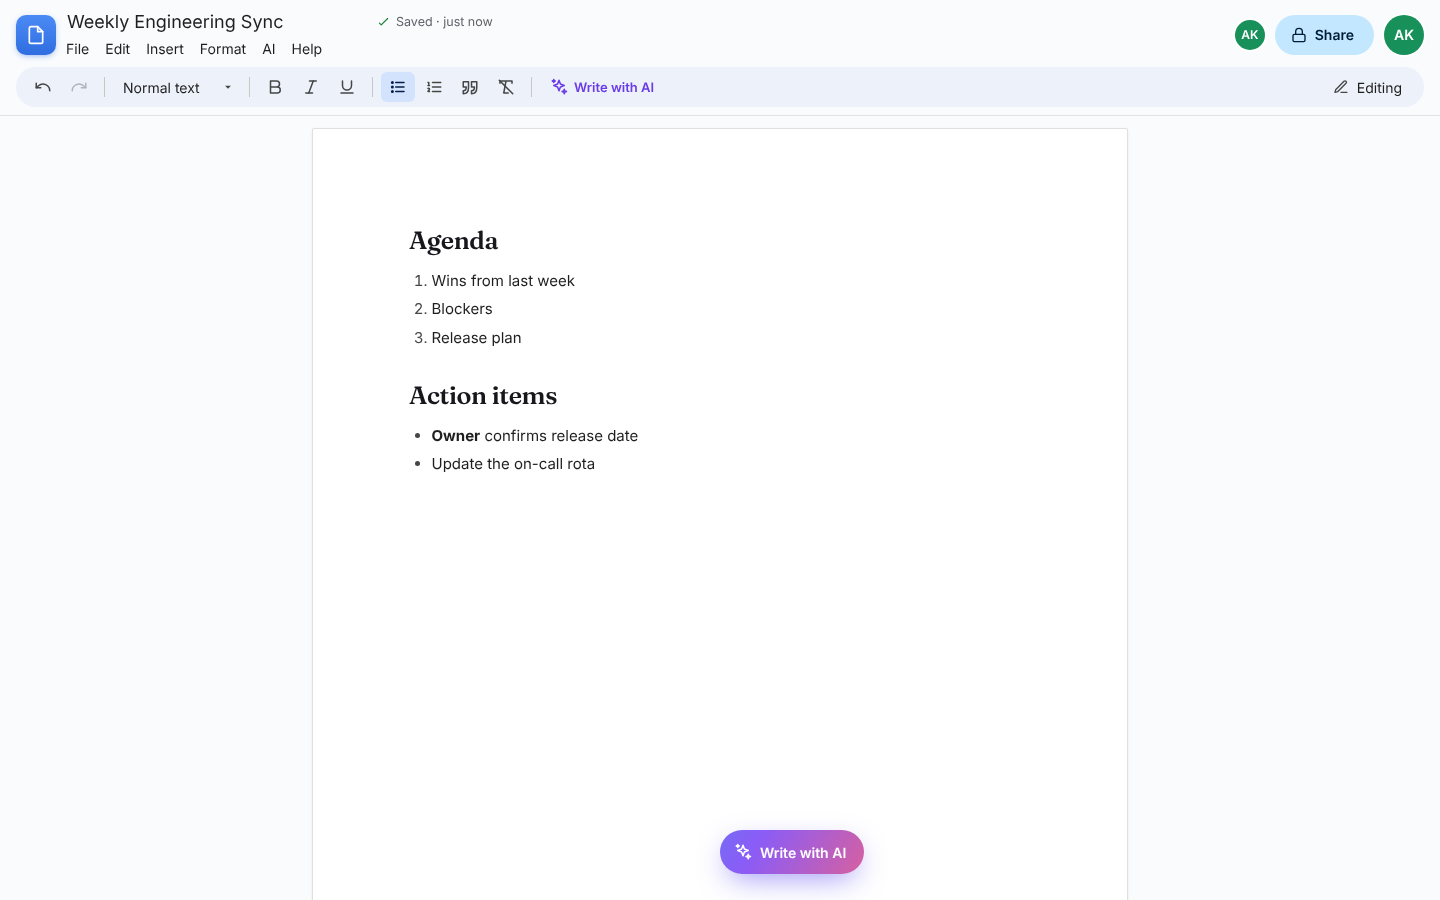 Weekly Engineering Sync
Saved · just now
File Edit Insert Format AI Help
AK
Share
AK
Normal text
Write with AI
Editing
Agenda
1. Wins from last week
2. Blockers
3. Release plan
Action items
• Owner confirms release date
• Update the on-call rota
Write with AI